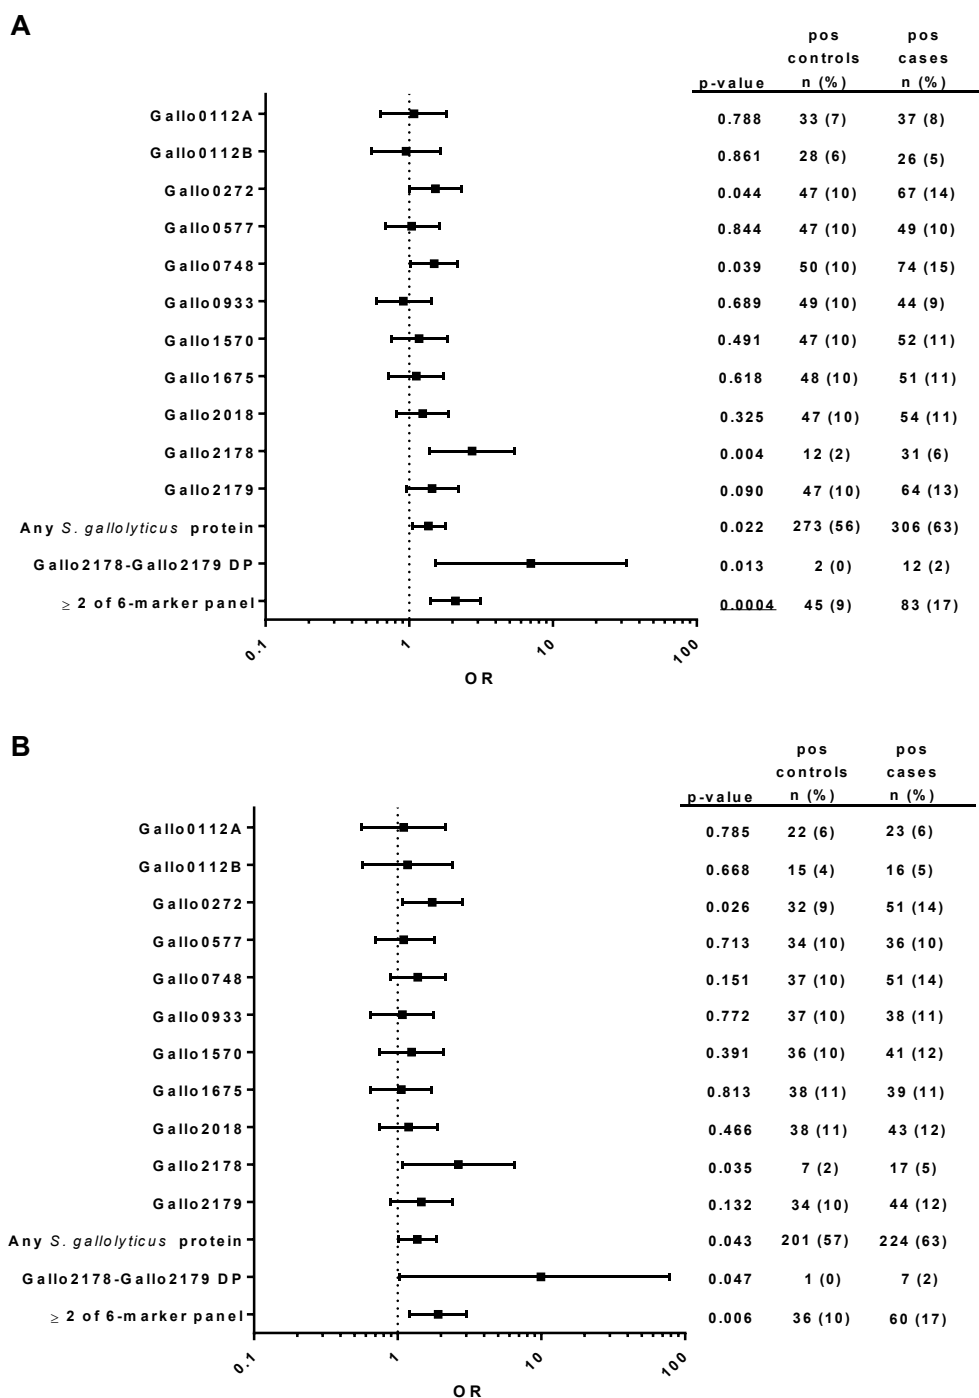 A
pos pos
controls cases
p-value n (%) n (%)
Gallo0112A 0.788 33 (7) 37 (8)
Gallo0112B 0.861 28 (6) 26 (5)
Gallo0272 0.044 47 (10) 67 (14)
Gallo0577 0.844 47 (10) 49 (10)
Gallo0748 0.039 50 (10) 74 (15)
Gallo0933 0.689 49 (10) 44 (9)
Gallo1570 0.491 47 (10) 52 (11)
Gallo1675 0.618 48 (10) 51 (11)
Gallo2018 0.325 47 (10) 54 (11)
Gallo2178 0.004 12 (2) 31 (6)
Gallo2179 0.090 47 (10) 64 (13)
Any S. gallolyticus protein 0.022 273 (56) 306 (63)
Gallo2178-Gallo2179 DP 0.013 2 (0) 12 (2)
≥ 2 of 6-marker panel 0.0004 45 (9) 83 (17)
0.1 1 10 100
OR
B
pos pos
controls cases
p-value n (%) n (%)
Gallo0112A 0.785 22 (6) 23 (6)
Gallo0112B 0.668 15 (4) 16 (5)
Gallo0272 0.026 32 (9) 51 (14)
Gallo0577 0.713 34 (10) 36 (10)
Gallo0748 0.151 37 (10) 51 (14)
Gallo0933 0.772 37 (10) 38 (11)
Gallo1570 0.391 36 (10) 41 (12)
Gallo1675 0.813 38 (11) 39 (11)
Gallo2018 0.466 38 (11) 43 (12)
Gallo2178 0.035 7 (2) 17 (5)
Gallo2179 0.132 34 (10) 44 (12)
Any S. gallolyticus protein 0.043 201 (57) 224 (63)
Gallo2178-Gallo2179 DP 0.047 1 (0) 7 (2)
≥ 2 of 6-marker panel 0.006 36 (10) 60 (17)
0.1 1 10 100
OR